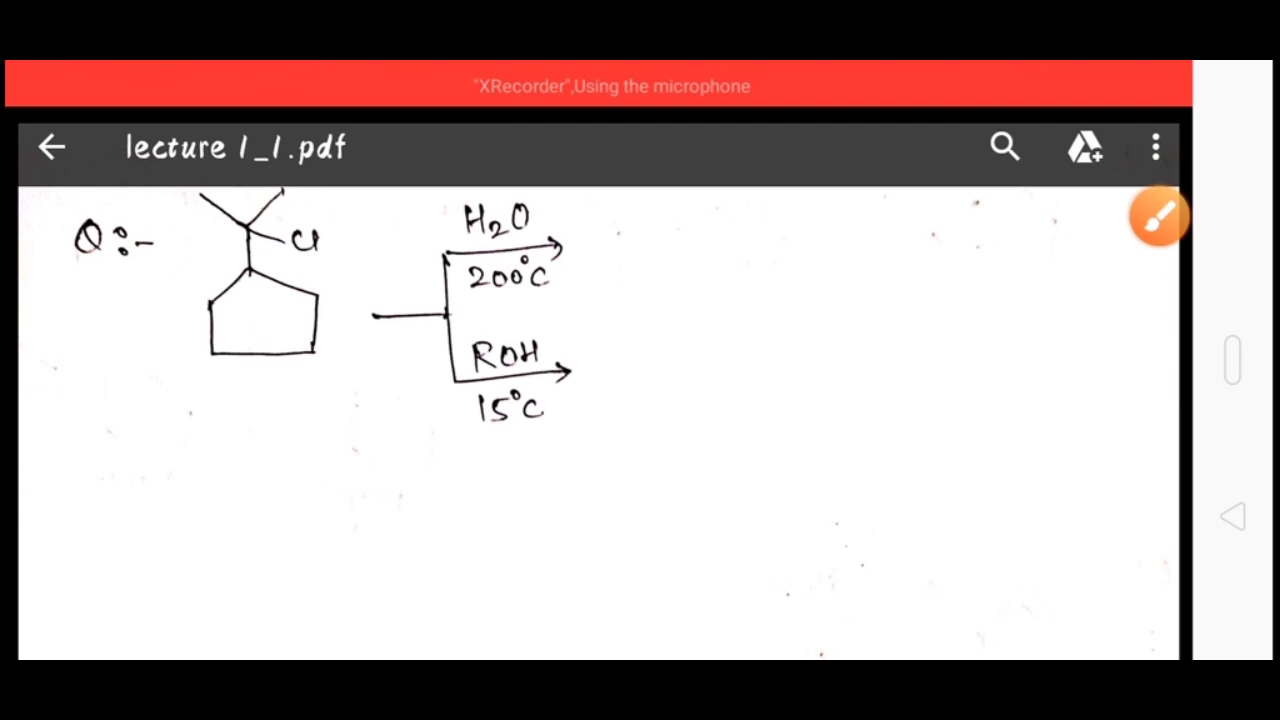 "XRecorder",Using the microphone
lecture 1_1.pdf
Q:-
Cl
H₂O
200°C
ROH
15°C